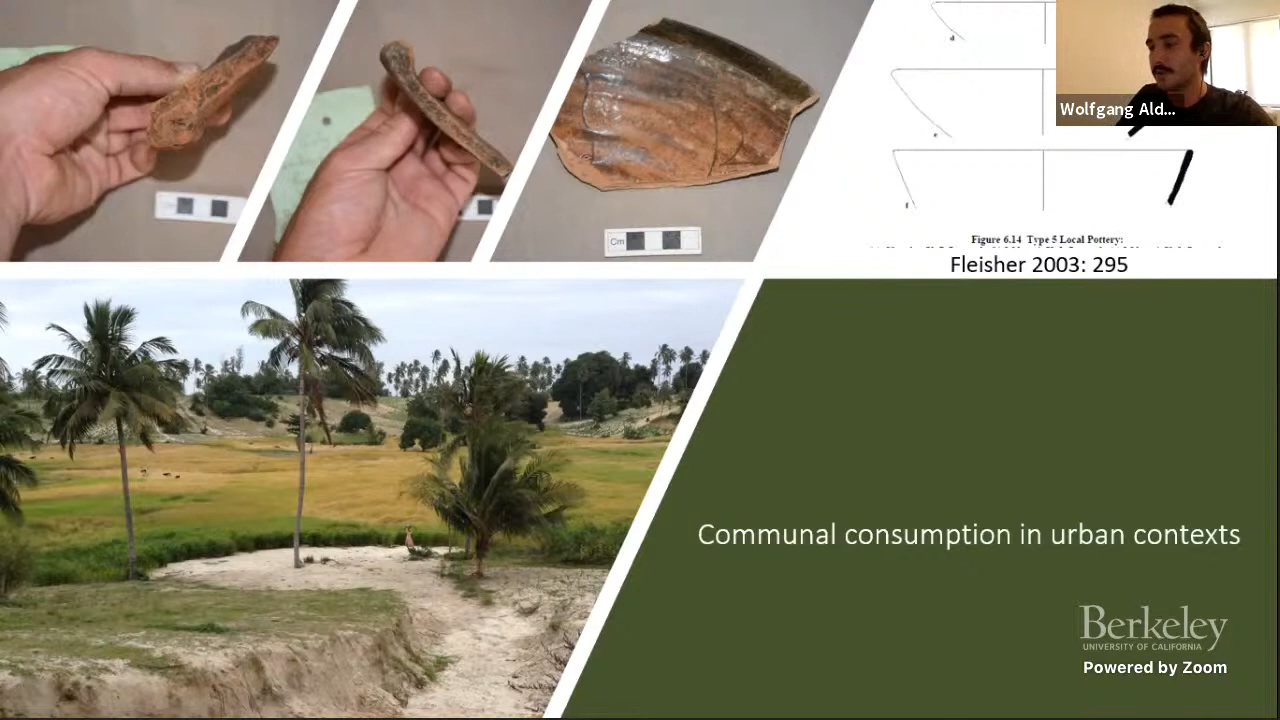 Wolfgang Ald...
d
e
f
Cm
Figure 6.14 Type 5 Local Pottery:
Fleisher 2003: 295
Communal consumption in urban contexts
Berkeley
UNIVERSITY OF CALIFORNIA
Powered by Zoom